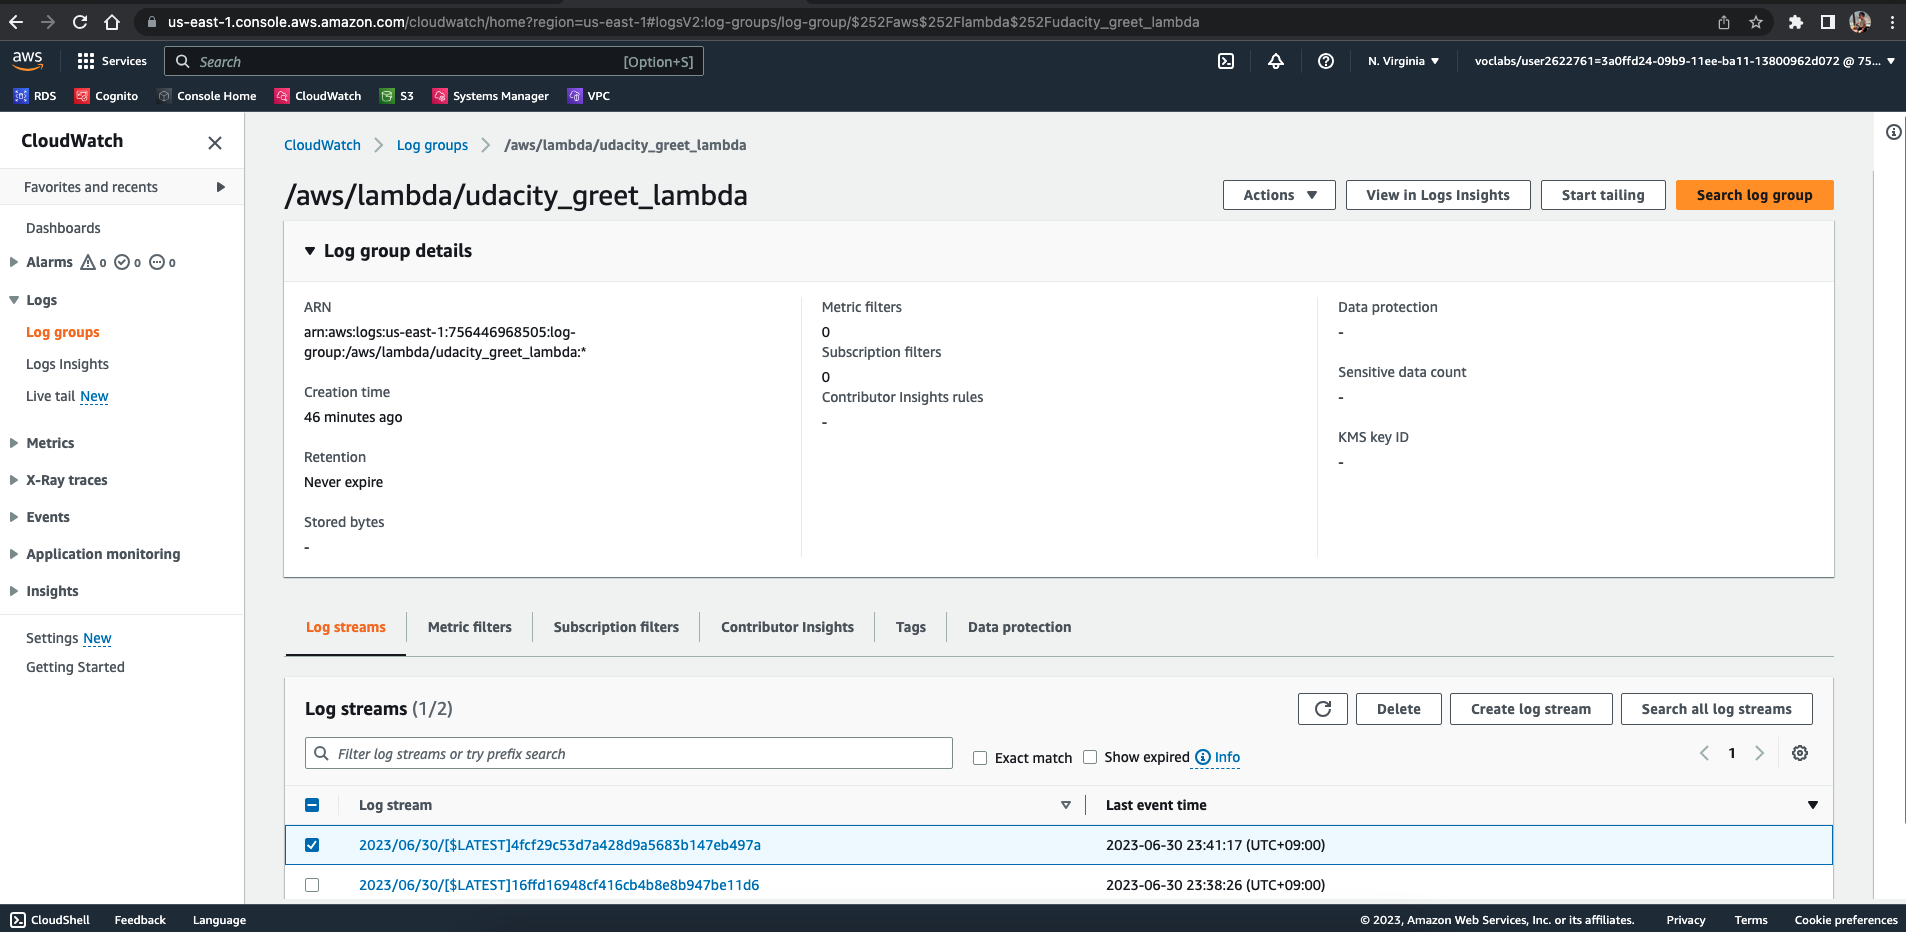 us-east-1.console.aws.amazon.com/cloudwatch/home?region=us-east-1#logsV2:log-groups/log-group/$252Faws$252Flambda$252Fudacity_greet_lambda
aws Services Search [Option+S] N. Virginia voclabs/user2622761=3a0ffd24-09b9-11ee-ba11-13800962d072 @ 75...
RDS Cognito Console Home CloudWatch S3 Systems Manager VPC
CloudWatch
Favorites and recents
Dashboards
Alarms 0 0 0
Logs
Log groups
Logs Insights
Live tail New
Metrics
X-Ray traces
Events
Application monitoring
Insights
Settings New
Getting Started
CloudWatch Log groups /aws/lambda/udacity_greet_lambda
/aws/lambda/udacity_greet_lambda
Actions View in Logs Insights Start tailing Search log group
Log group details
ARN
arn:aws:logs:us-east-1:756446968505:log-
group:/aws/lambda/udacity_greet_lambda:*
Creation time
46 minutes ago
Retention
Never expire
Stored bytes
-
Metric filters
0
Subscription filters
0
Contributor Insights rules
-
Data protection
-
Sensitive data count
-
KMS key ID
-
Log streams Metric filters Subscription filters Contributor Insights Tags Data protection
Log streams (1/2)
Delete Create log stream Search all log streams
Filter log streams or try prefix search Exact match Show expired Info 1
Log stream Last event time
2023/06/30/[$LATEST]4fcf29c53d7a428d9a5683b147eb497a 2023-06-30 23:41:17 (UTC+09:00)
2023/06/30/[$LATEST]16ffd16948cf416cb4b8e8b947be11d6 2023-06-30 23:38:26 (UTC+09:00)
CloudShell Feedback Language © 2023, Amazon Web Services, Inc. or its affiliates. Privacy Terms Cookie preferences